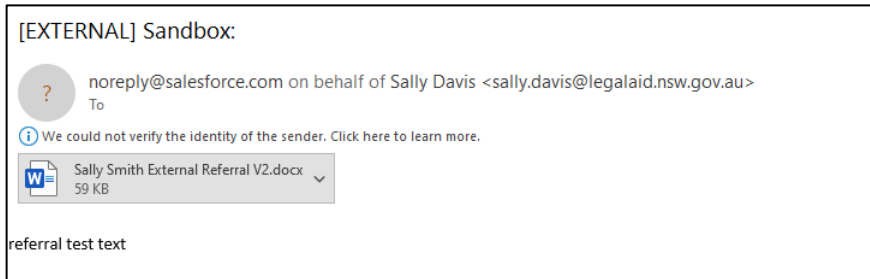 [EXTERNAL] Sandbox:
?
noreply@salesforce.com on behalf of Sally Davis <sally.davis@legalaid.nsw.gov.au>
To
We could not verify the identity of the sender. Click here to learn more.
Sally Smith External Referral V2.docx
59 KB
referral test text